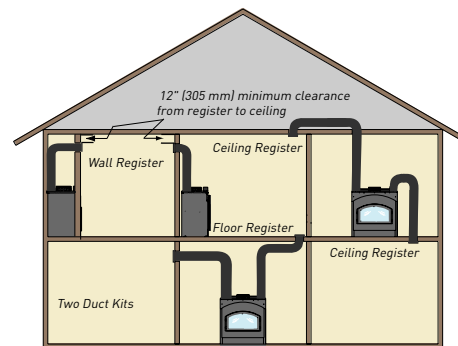 12" (305 mm) minimum clearance
from register to ceiling
Wall Register
Ceiling Register
Floor Register
Ceiling Register
Two Duct Kits